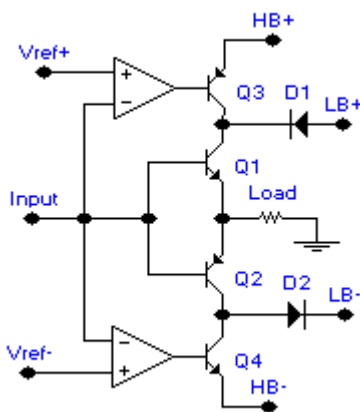 HB+
Vref+
+
−
Q3
D1
LB+
Q1
Input
Load
Q2
D2
LB-
−
+
Vref-
Q4
HB-